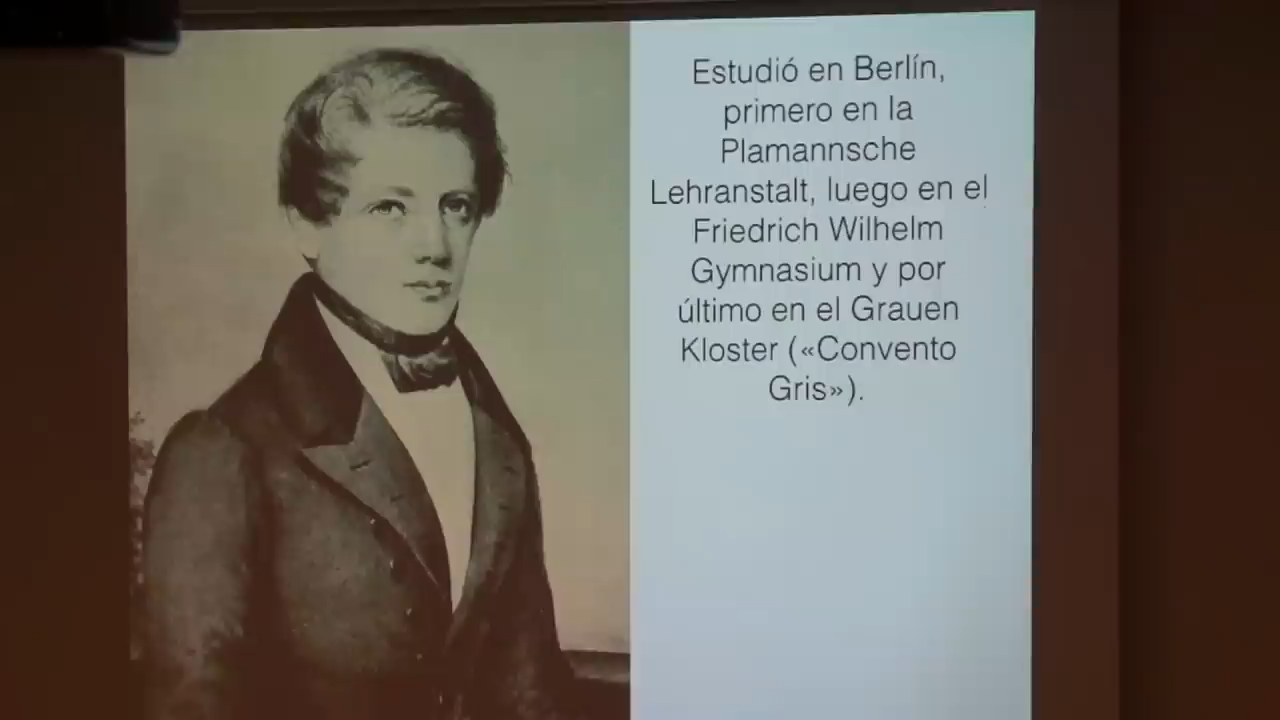 Estudió en Berlín,
primero en la
Plamannsche
Lehranstalt, luego en el
Friedrich Wilhelm
Gymnasium y por
último en el Grauen
Kloster («Convento
Gris»).